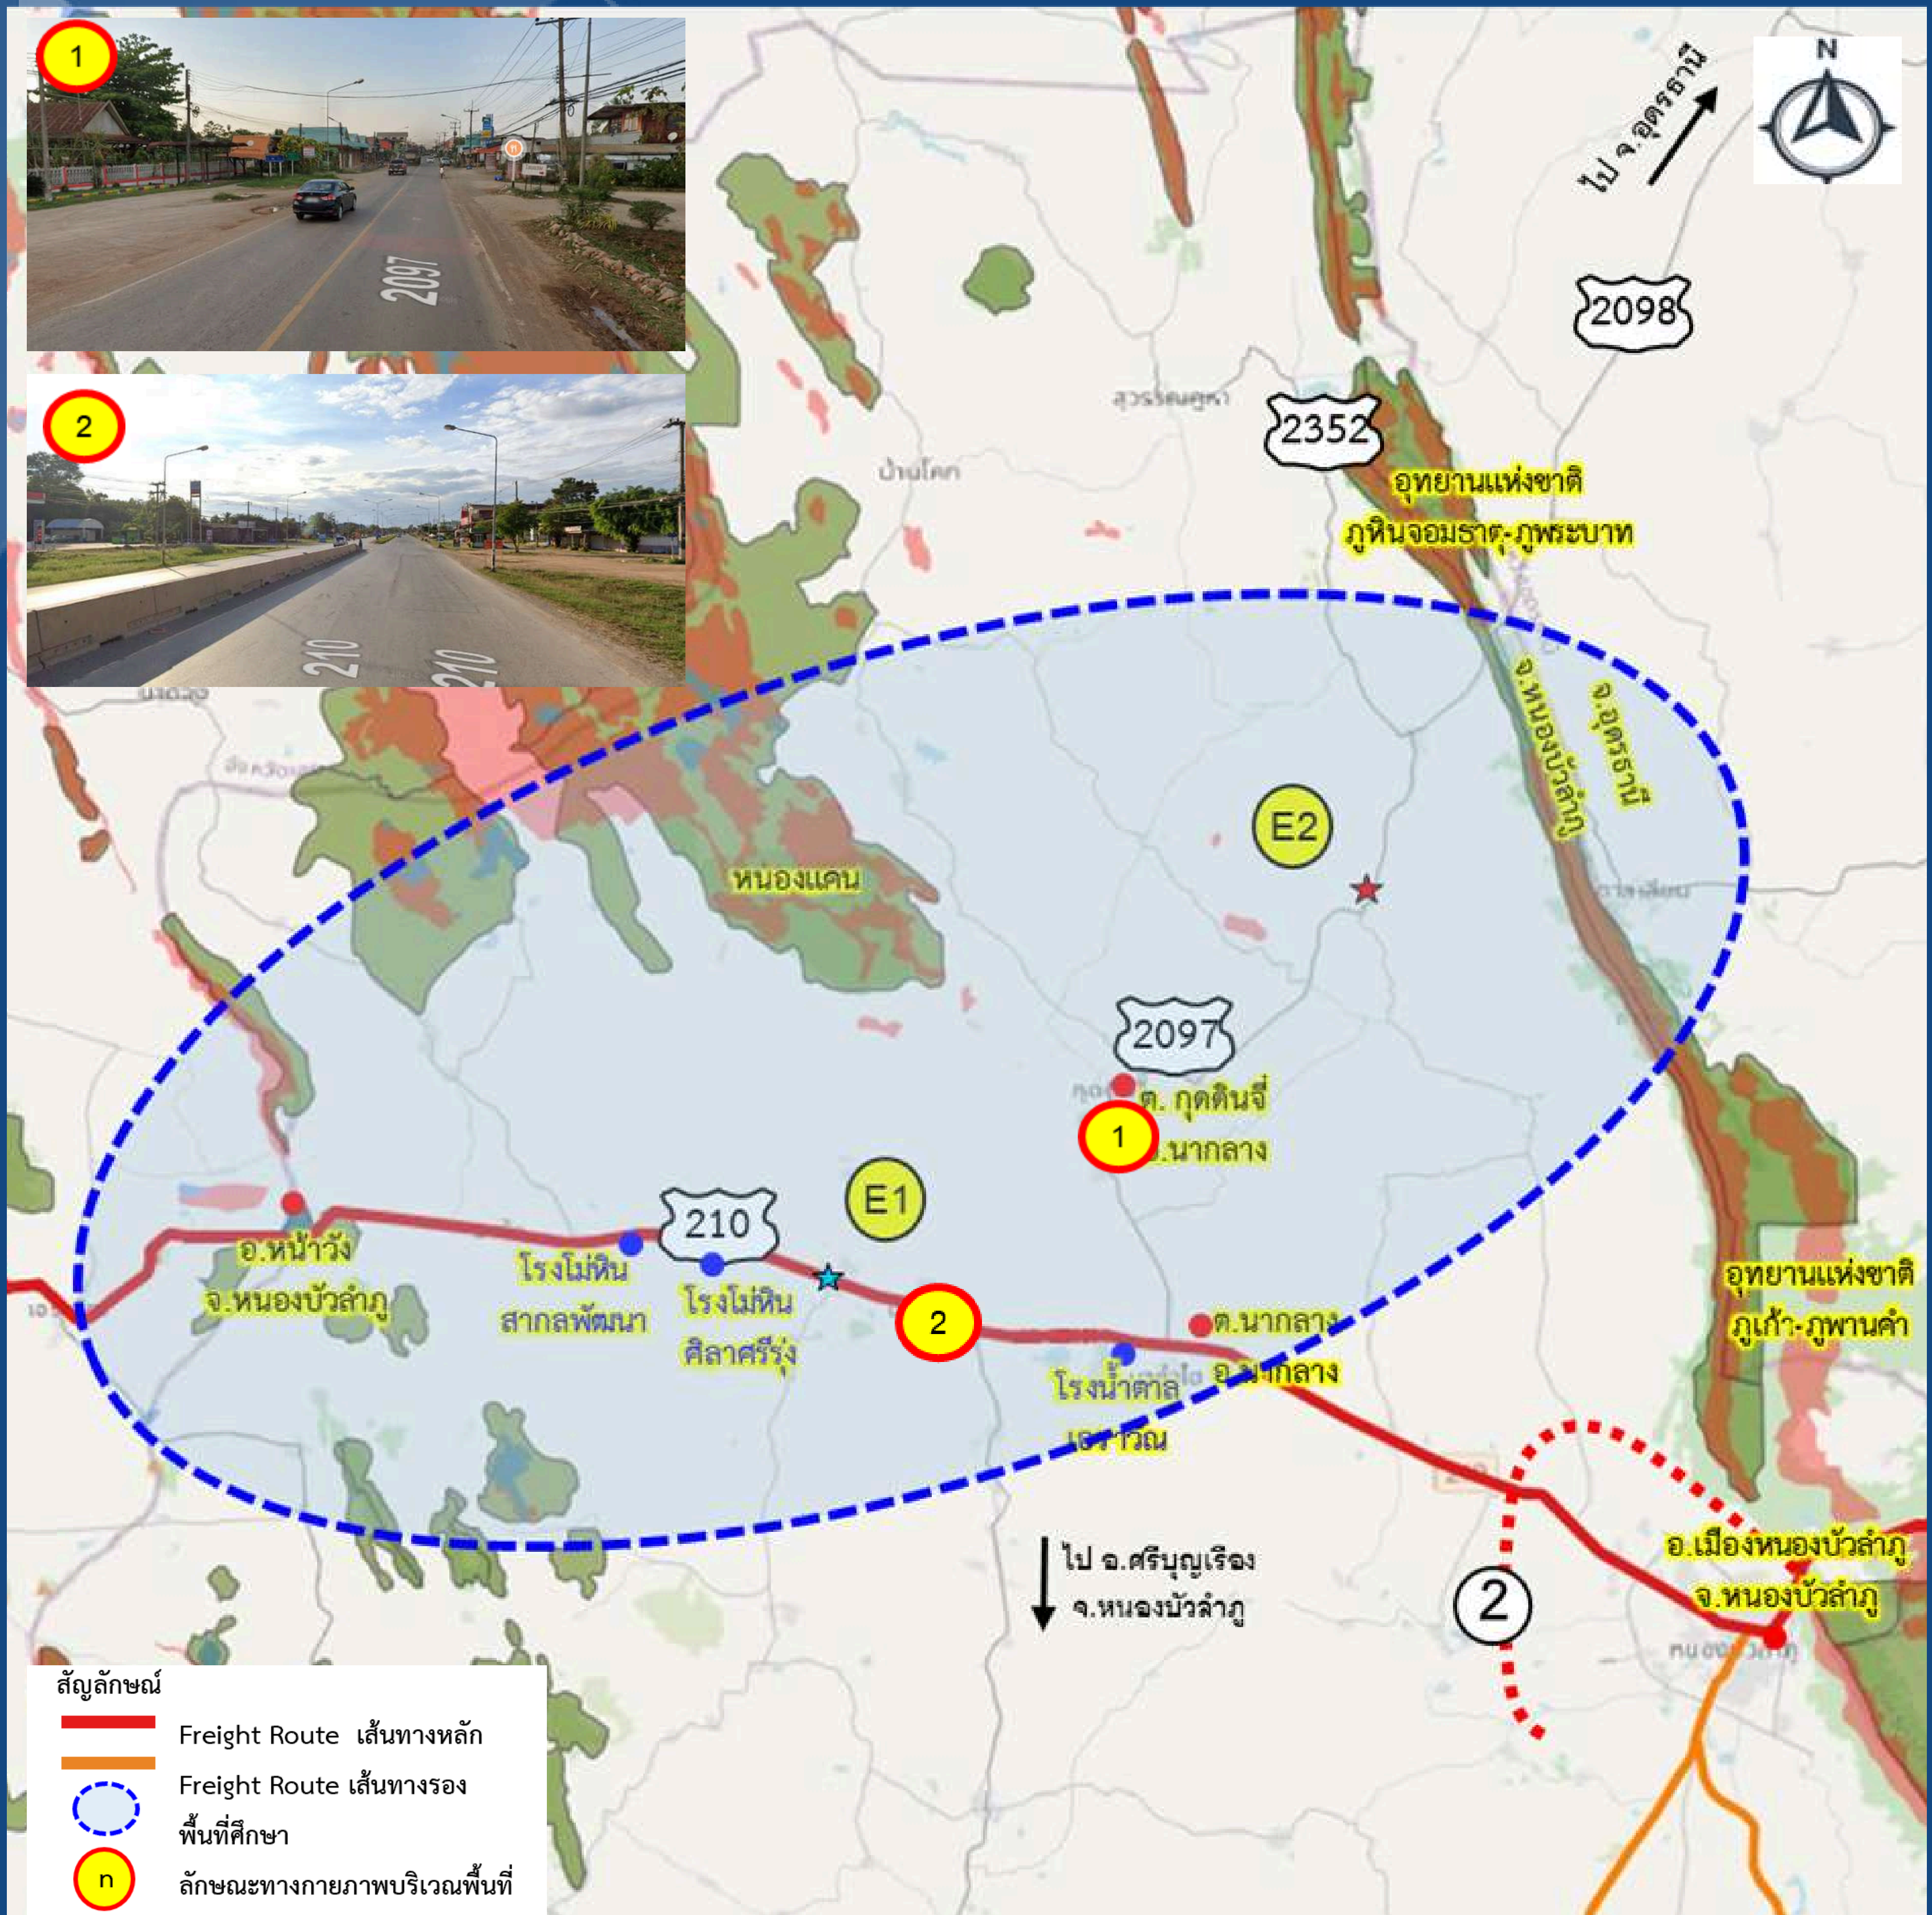 1
2097
2
210
210
N
ไป จ.อุดรธานี
2098
สุวรรณคูหา
2352
บ้านโคก
อุทยานแห่งชาติ
ภูหินจอมธาตุ-ภูพระบาท
จ.หนองบัวลำภู
จ.อุดรธานี
E2
หนองแคน
2097
ต. กุดดินจี่
1
.นากลาง
E1
210
อ.หน้าวัง
จ.หนองบัวลำภู
โรงโม่หิน
สากลพัฒนา
โรงโม่หิน
ศิลาศรีรุ่ง
2
ต.นากลาง
อ.นากลาง
โรงน้ำตาล
เอราวัณ
อุทยานแห่งชาติ
ภูเก้า-ภูพานคำ
210
ไป อ.ศรีบุญเรือง
จ.หนองบัวลำภู
2
อ.เมืองหนองบัวลำภู
จ.หนองบัวลำภู
สัญลักษณ์
Freight Route เส้นทางหลัก
Freight Route เส้นทางรอง
พื้นที่ศึกษา
n
ลักษณะทางกายภาพบริเวณพื้นที่